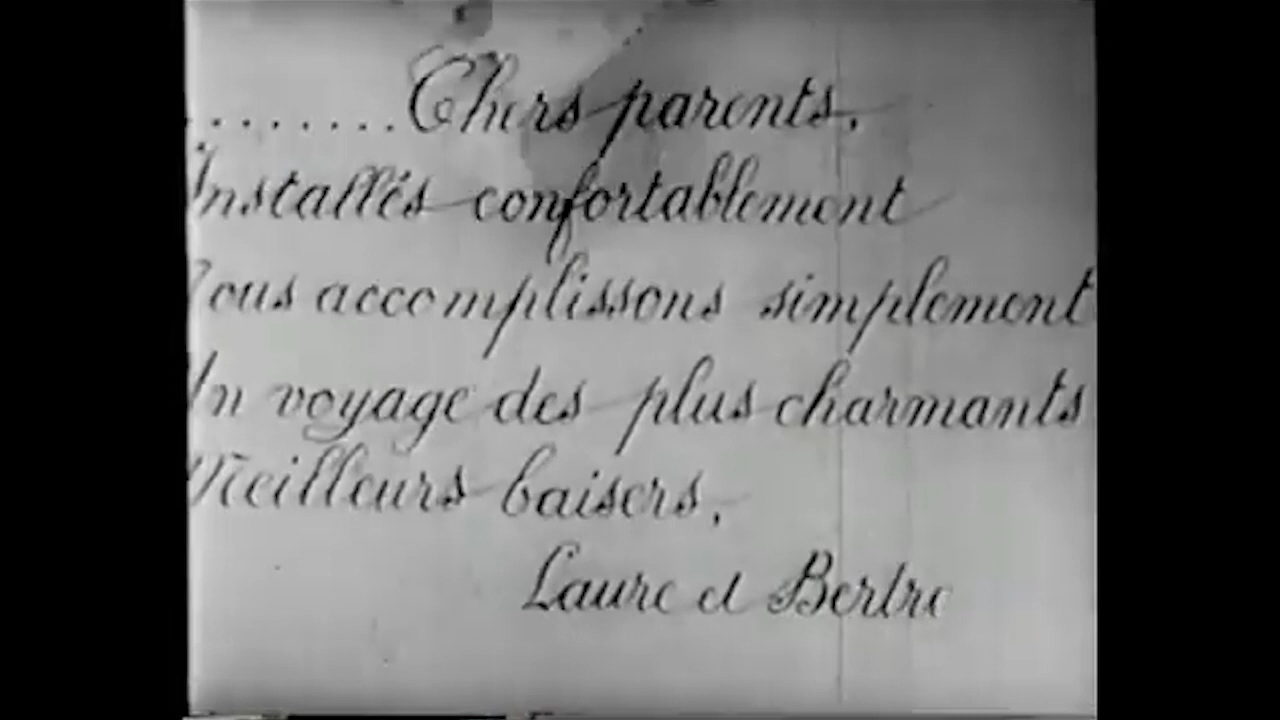 ........Chers parents,
Installés confortablement
Nous accomplissons simplement
Un voyage des plus charmants
Meilleurs baisers,
Laure et